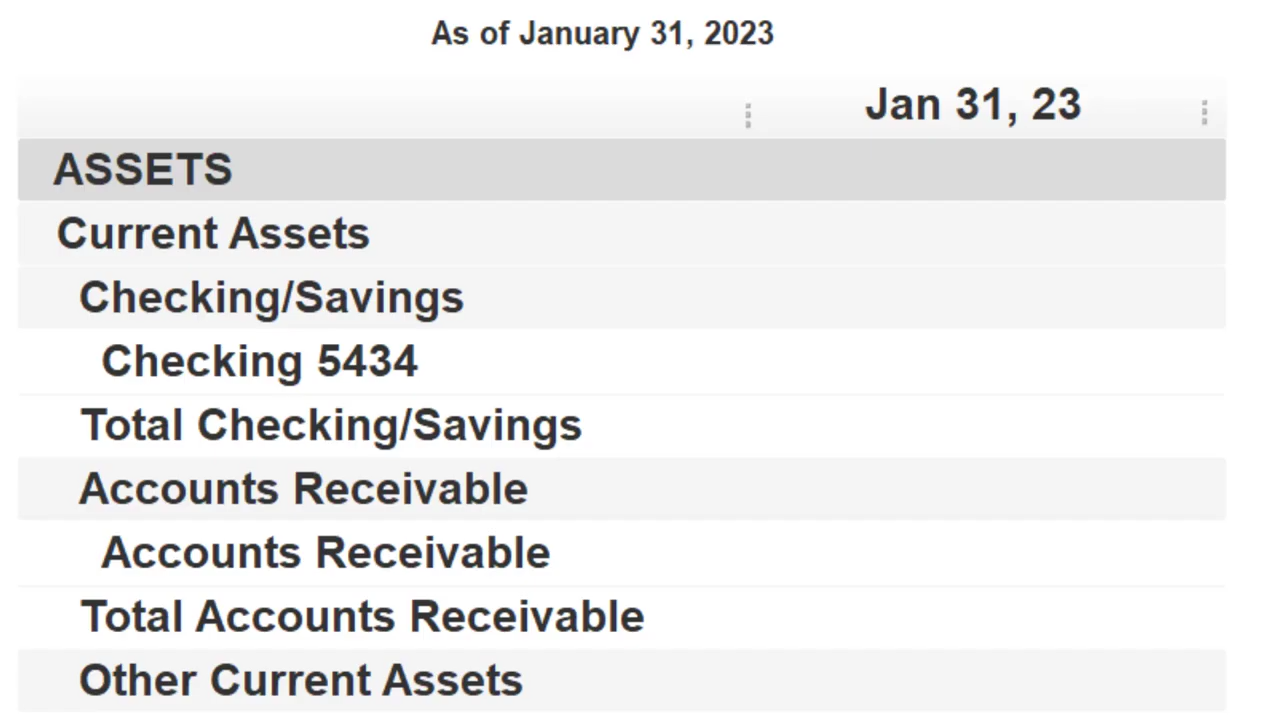 As of January 31, 2023
Jan 31, 23
ASSETS
Current Assets
Checking/Savings
Checking 5434
Total Checking/Savings
Accounts Receivable
Accounts Receivable
Total Accounts Receivable
Other Current Assets